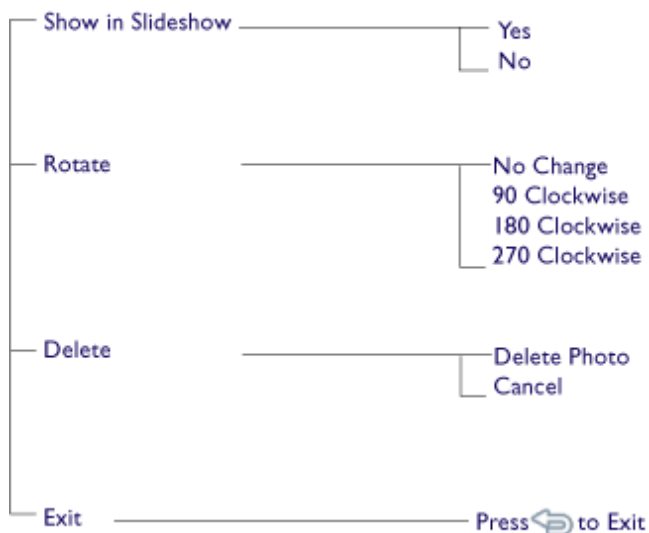 Show in Slideshow
Yes
No
Rotate
No Change
90 Clockwise
180 Clockwise
270 Clockwise
Delete
Delete Photo
Cancel
Exit
Press to Exit